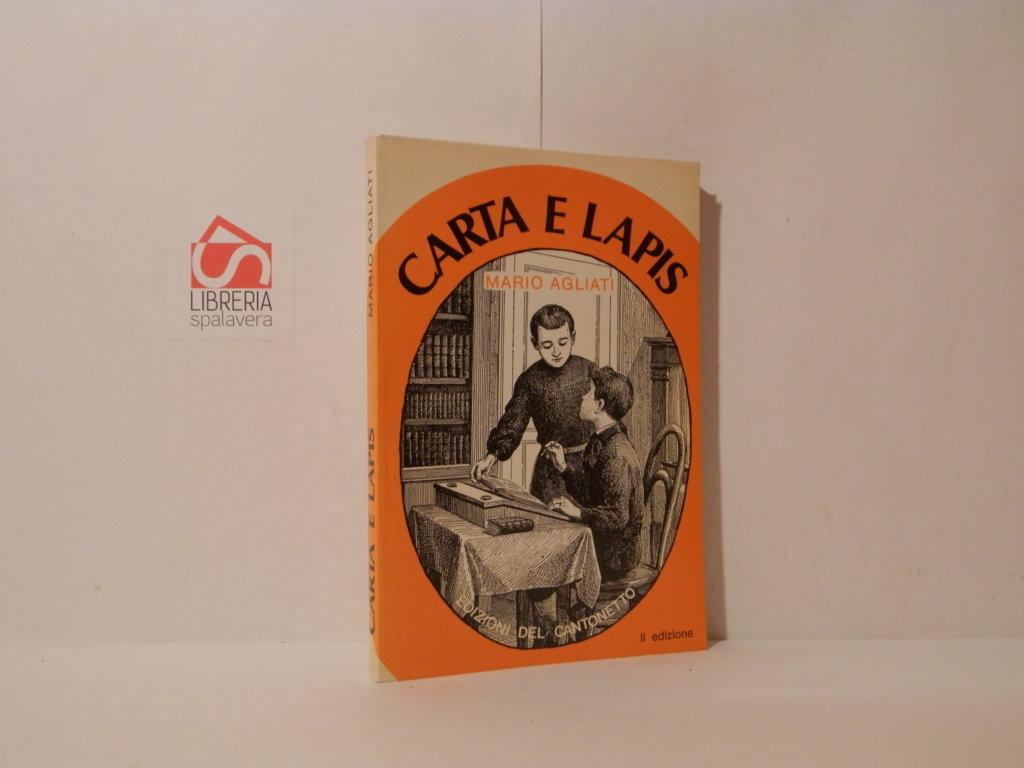 LIBRERIA
spalavera
MARIO AGLIATI
CARTA E LAPIS
CARTA E LAPIS
MARIO AGLIATI
EDIZIONI DEL CANTONETTO
II edizione